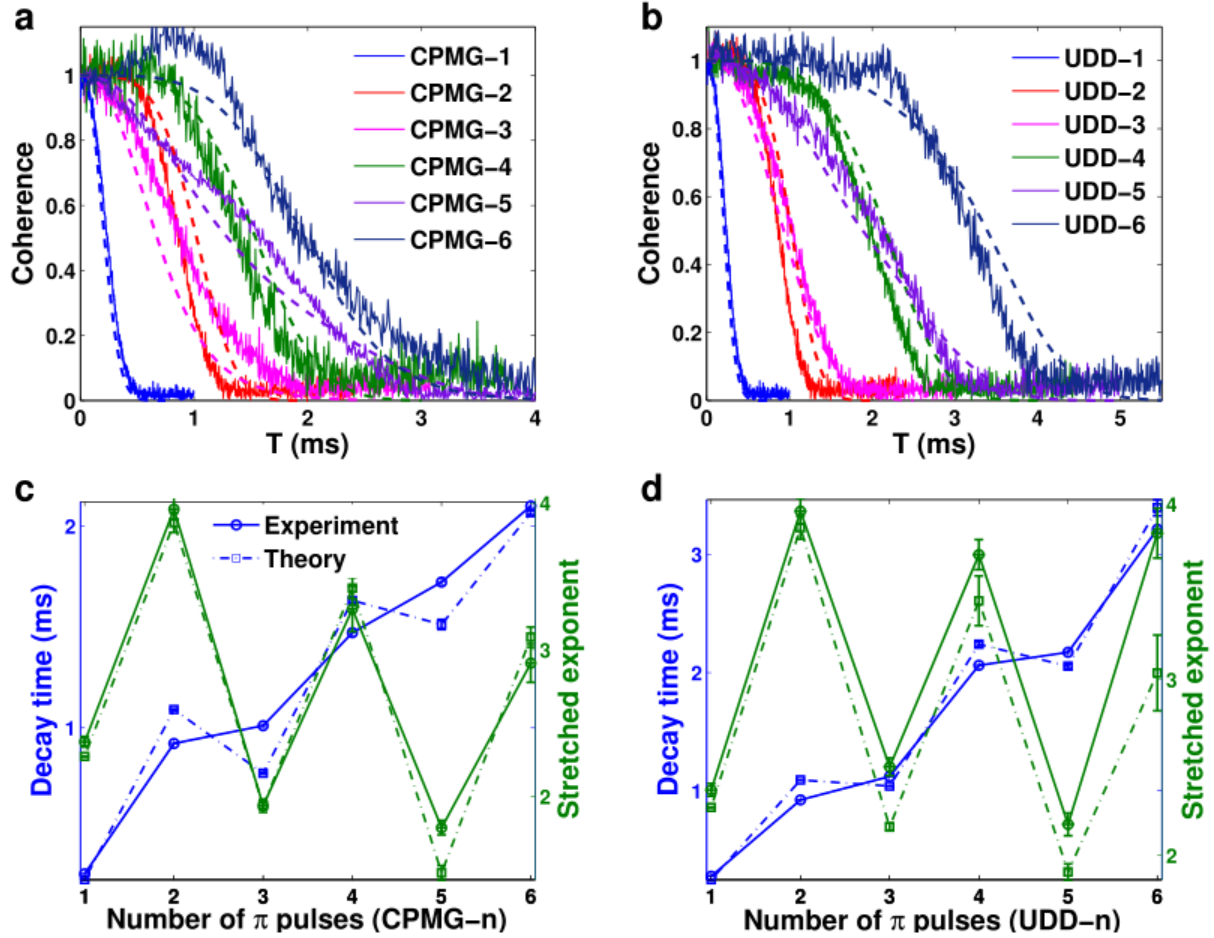 a
1
0.8
0.6
0.4
0.2
0
Coherence
0
1
2
3
4
T (ms)
CPMG-1
CPMG-2
CPMG-3
CPMG-4
CPMG-5
CPMG-6
b
1
0.8
0.6
0.4
0.2
0
Coherence
0
1
2
3
4
5
T (ms)
UDD-1
UDD-2
UDD-3
UDD-4
UDD-5
UDD-6
c
2
1
Decay time (ms)
Experiment
Theory
4
3
2
Stretched exponent
1
2
3
4
5
6
Number of π pulses (CPMG-n)
d
3
2
1
Decay time (ms)
4
3
2
Stretched exponent
1
2
3
4
5
6
Number of π pulses (UDD-n)